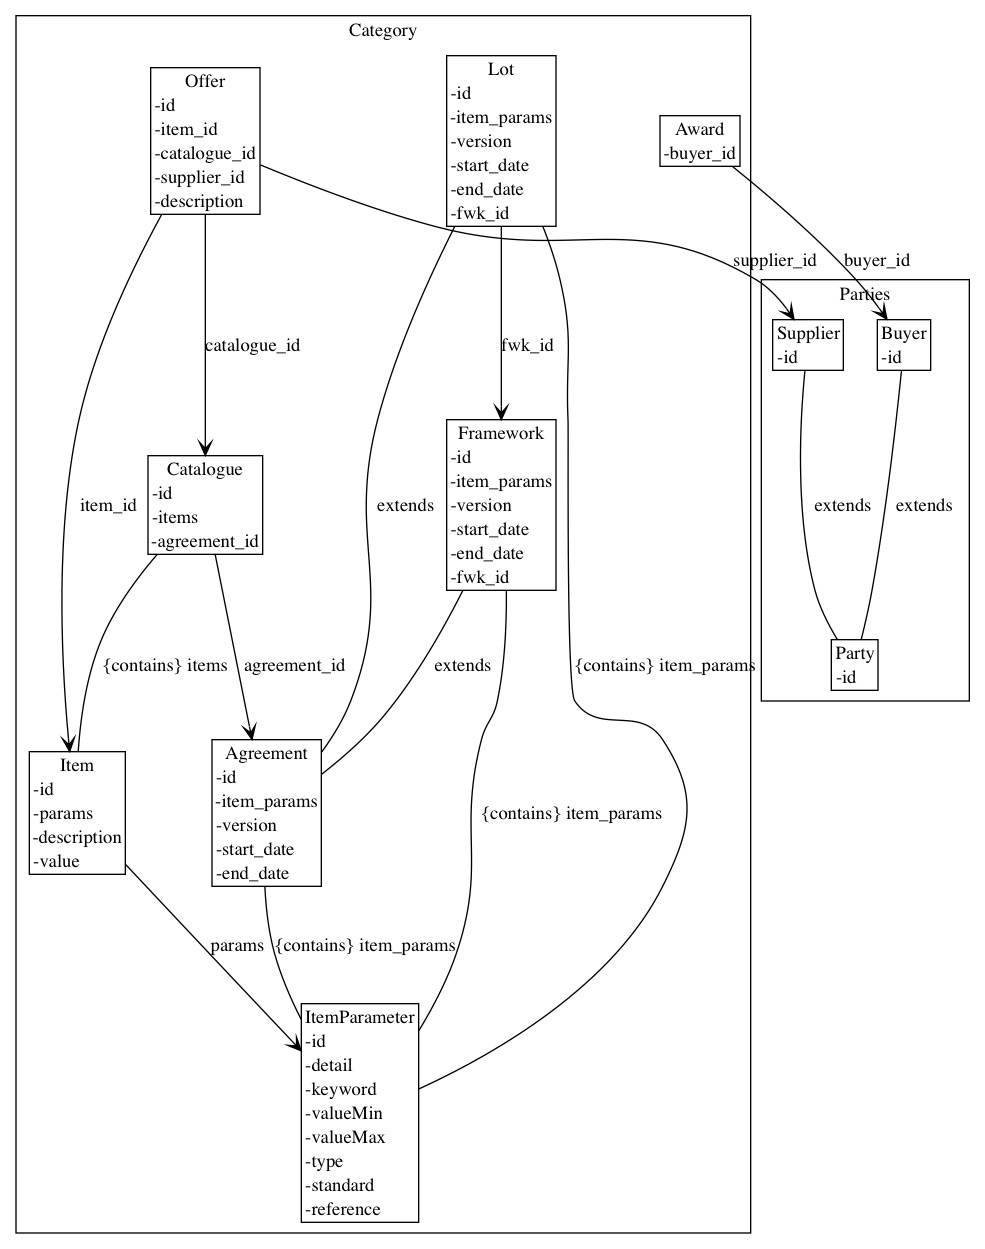 Category
Offer
-id
-item_id
-catalogue_id
-supplier_id
-description
Lot
-id
-item_params
-version
-start_date
-end_date
-fwk_id
Award
-buyer_id
supplier_id
buyer_id
Parties
Supplier
-id
Buyer
-id
catalogue_id
fwk_id
Catalogue
-id
-items
-agreement_id
Framework
-id
-item_params
-version
-start_date
-end_date
-fwk_id
item_id
extends
extends
extends
{contains} items
agreement_id
extends
{contains} item_params
Party
-id
Item
-id
-params
-description
-value
Agreement
-id
-item_params
-version
-start_date
-end_date
{contains} item_params
params
{contains} item_params
ItemParameter
-id
-detail
-keyword
-valueMin
-valueMax
-type
-standard
-reference